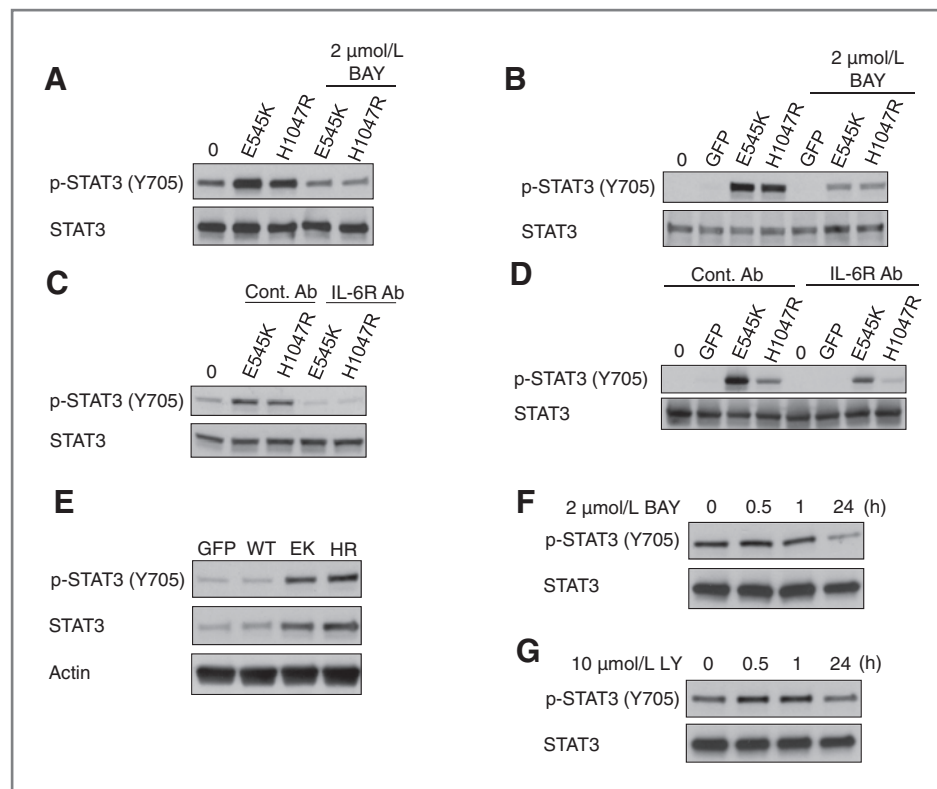 A
2 µmol/L
BAY
0 E545K H1047R E545K H1047R
p-STAT3 (Y705)
STAT3
B
2 µmol/L
BAY
0 GFP E545K H1047R GFP E545K H1047R
p-STAT3 (Y705)
STAT3
C
Cont. Ab IL-6R Ab
0 E545K H1047R E545K H1047R
p-STAT3 (Y705)
STAT3
D
Cont. Ab IL-6R Ab
0 GFP E545K H1047R 0 GFP E545K H1047R
p-STAT3 (Y705)
STAT3
E
GFP WT EK HR
p-STAT3 (Y705)
STAT3
Actin
F
2 µmol/L BAY 0 0.5 1 24 (h)
p-STAT3 (Y705)
STAT3
G
10 µmol/L LY 0 0.5 1 24 (h)
p-STAT3 (Y705)
STAT3